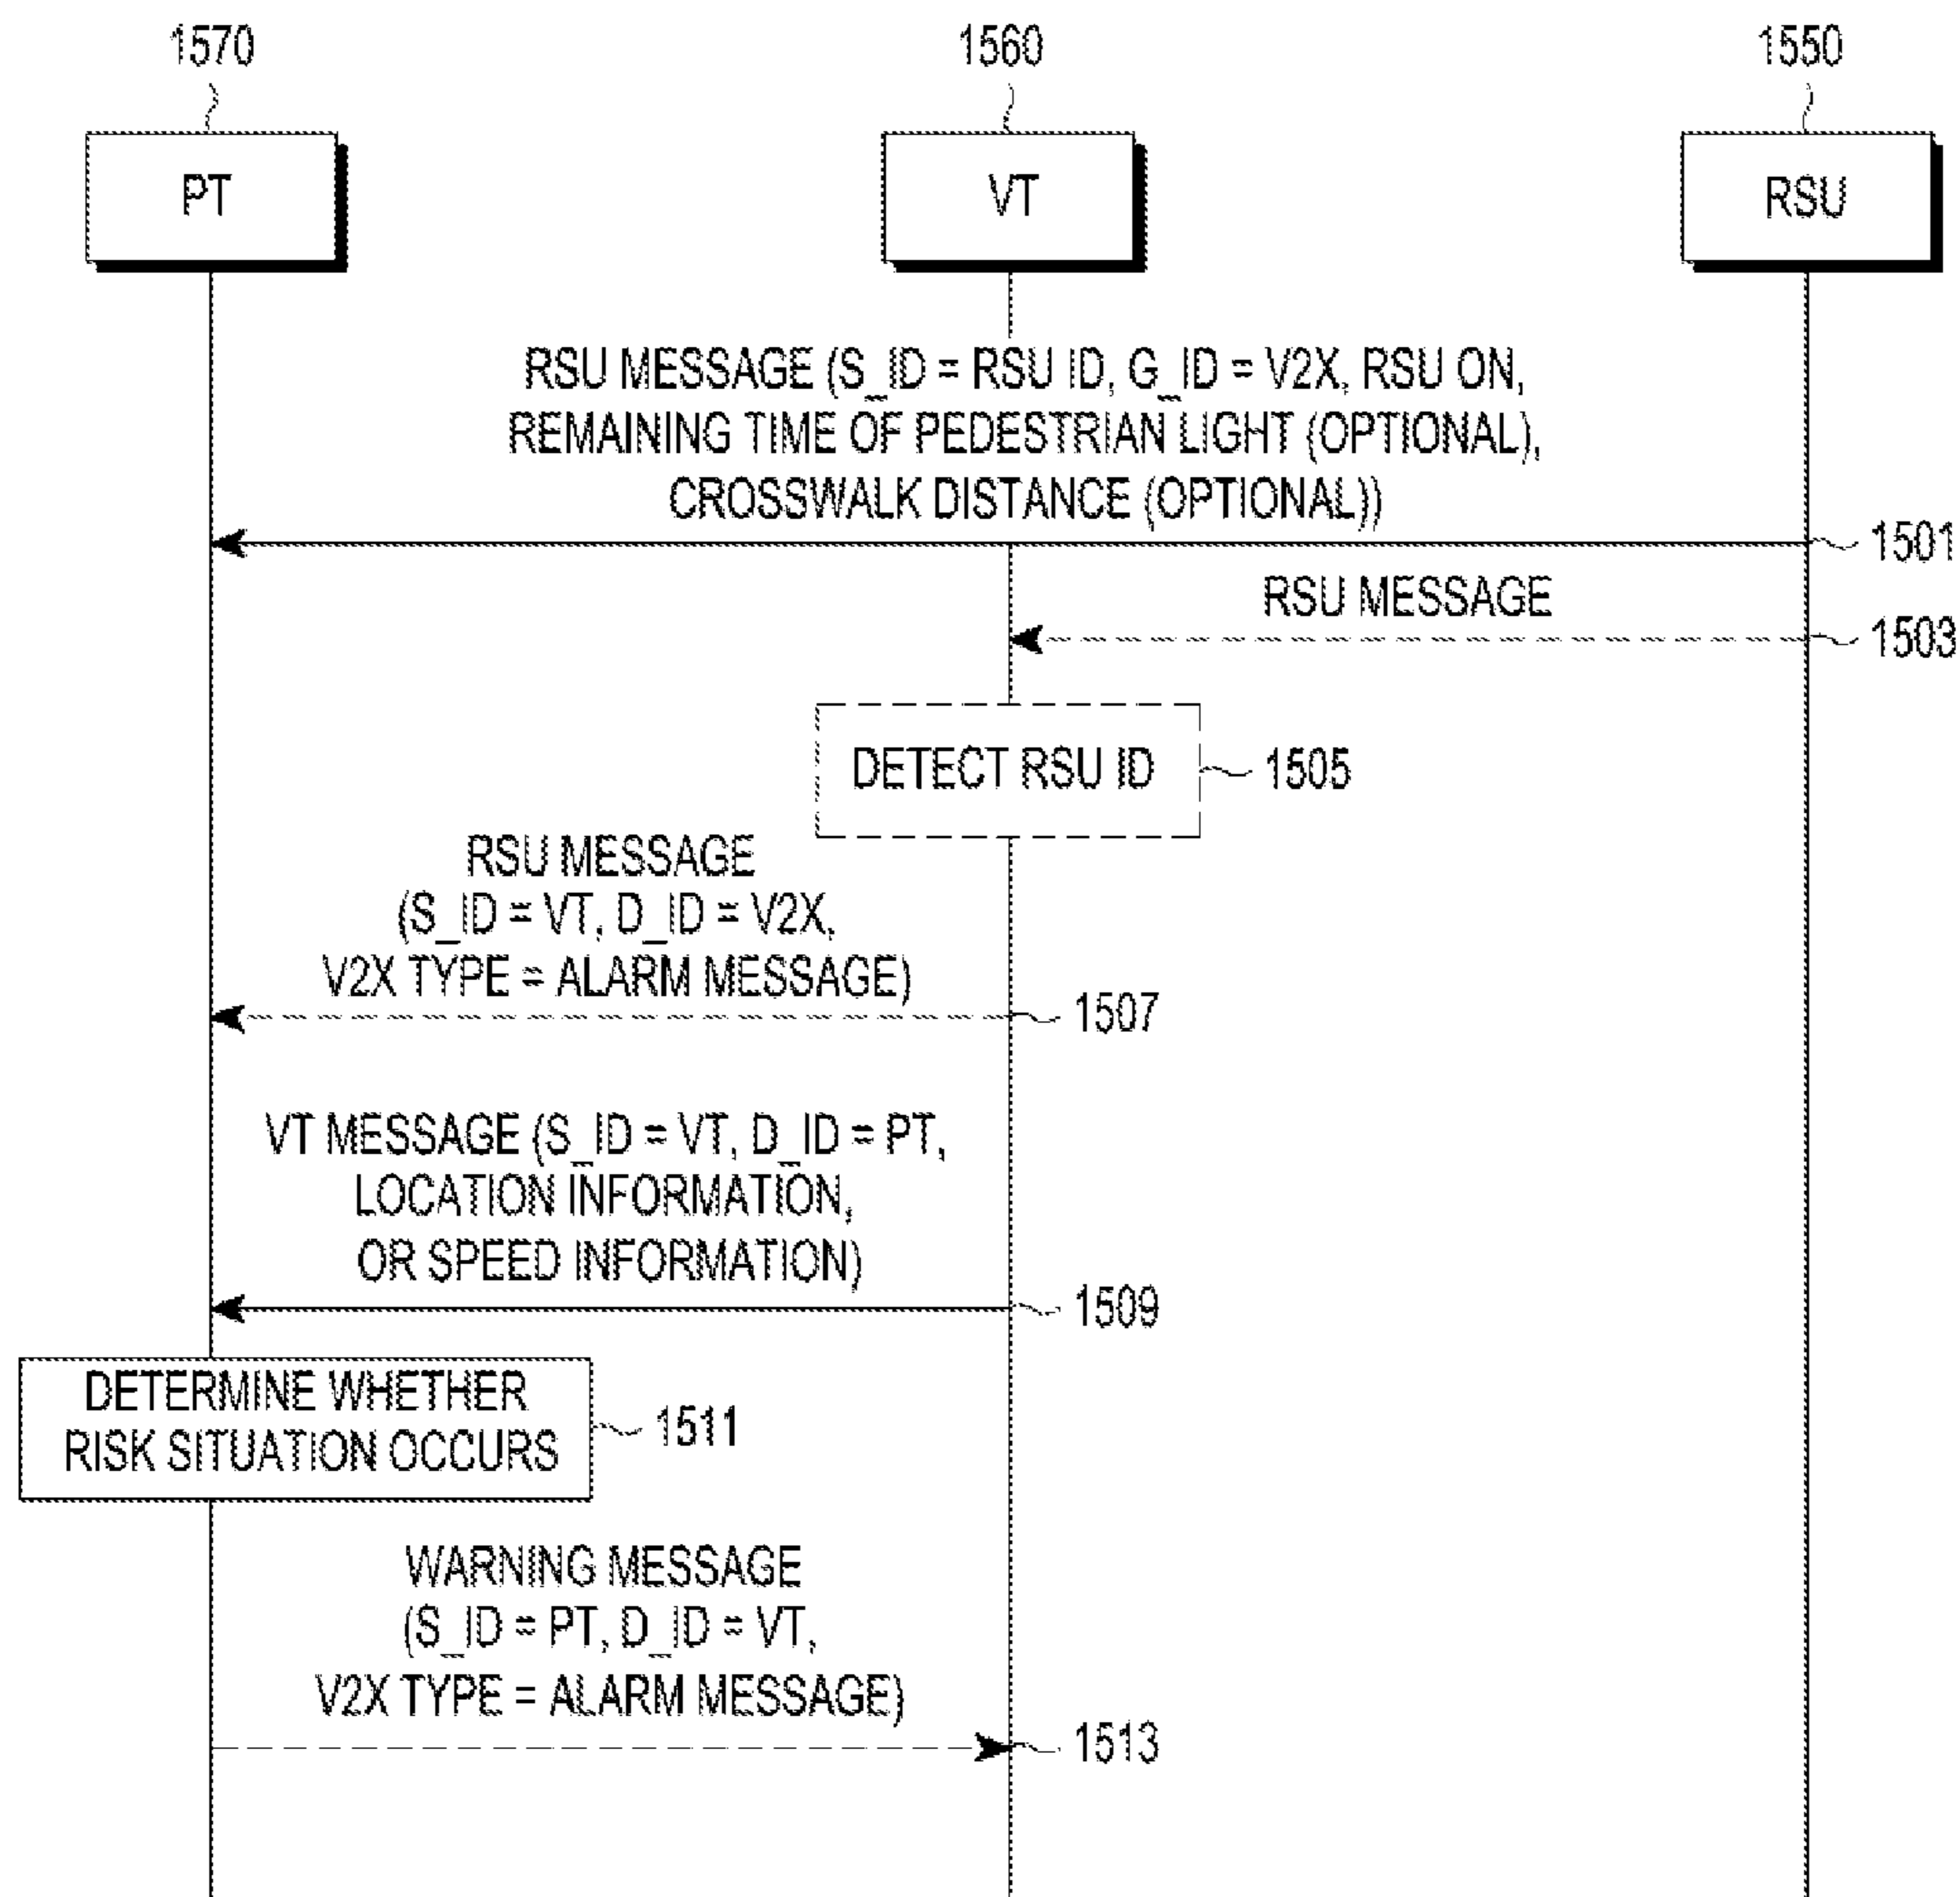 1570
1560
1550
PT
VT
RSU
RSU MESSAGE (S_ID = RSU ID, G_ID = V2X, RSU ON,
REMAINING TIME OF PEDESTRIAN LIGHT (OPTIONAL),
CROSSWALK DISTANCE (OPTIONAL))
1501
RSU MESSAGE
1503
DETECT RSU ID
1505
RSU MESSAGE
(S_ID = VT, D_ID = V2X,
V2X TYPE = ALARM MESSAGE)
1507
VT MESSAGE (S_ID = VT, D_ID = PT,
LOCATION INFORMATION,
OR SPEED INFORMATION)
1509
DETERMINE WHETHER
RISK SITUATION OCCURS
1511
WARNING MESSAGE
(S_ID = PT, D_ID = VT,
V2X TYPE = ALARM MESSAGE)
1513